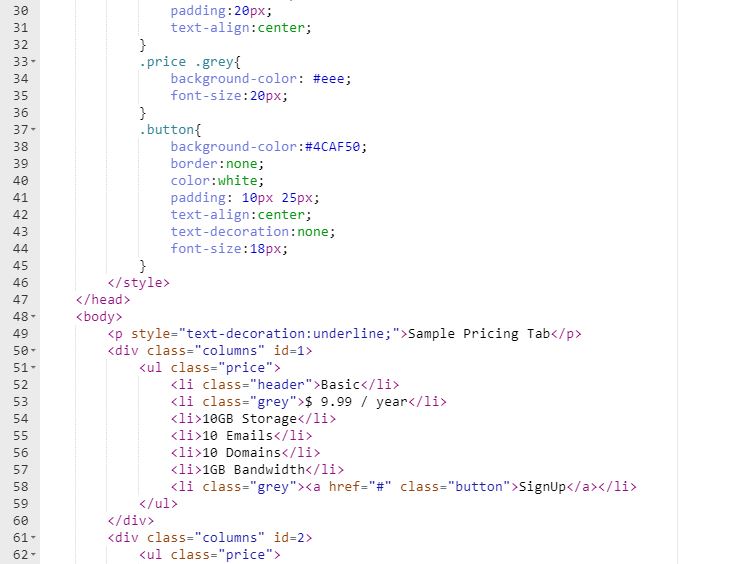 30 padding:20px;
31 text-align:center;
32 }
33 .price .grey{
34 background-color: #eee;
35 font-size:20px;
36 }
37 .button{
38 background-color:#4CAF50;
39 border:none;
40 color:white;
41 padding: 10px 25px;
42 text-align:center;
43 text-decoration:none;
44 font-size:18px;
45 }
46 </style>
47 </head>
48 <body>
49 <p style="text-decoration:underline;">Sample Pricing Tab</p>
50 <div class="columns" id=1>
51 <ul class="price">
52 <li class="header">Basic</li>
53 <li class="grey">$ 9.99 / year</li>
54 <li>10GB Storage</li>
55 <li>10 Emails</li>
56 <li>10 Domains</li>
57 <li>1GB Bandwidth</li>
58 <li class="grey"><a href="#" class="button">SignUp</a></li>
59 </ul>
60 </div>
61 <div class="columns" id=2>
62 <ul class="price">